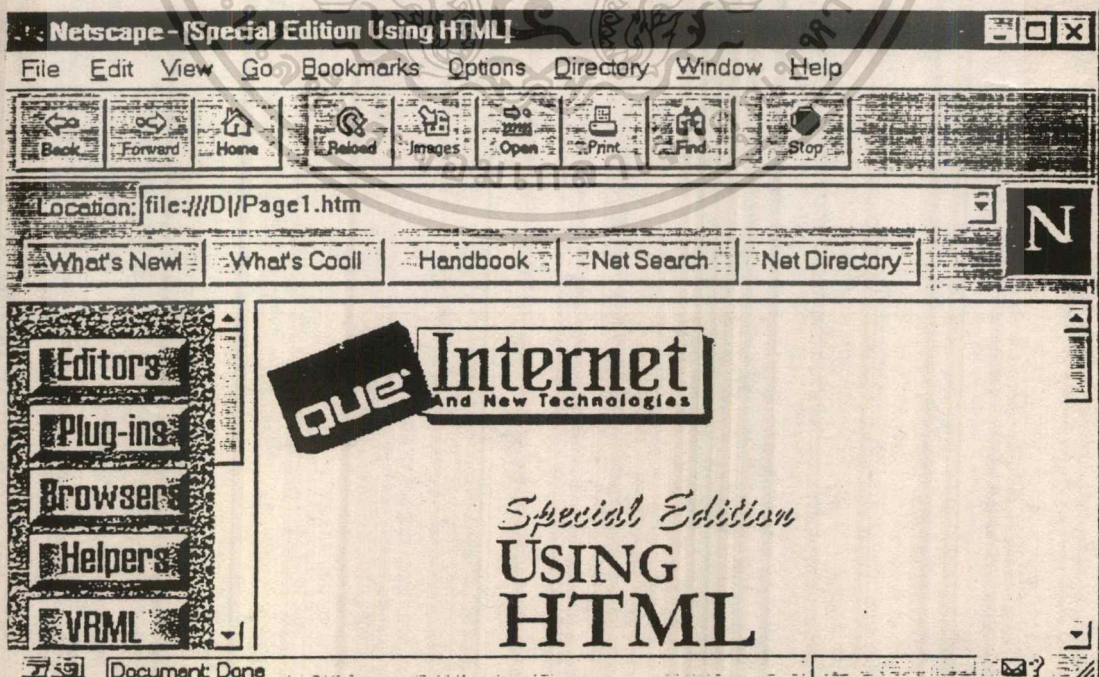 Netscape - [Special Edition Using HTML]
File Edit View Go Bookmarks Options Directory Window Help
Back Forward Home Reload Images Open Print Find Stop
Location: file:///D|/Page1.htm
N
What's New! What's Cool! Handbook Net Search Net Directory
Editors
Plug-ins
Browsers
Helpers
VRML
QUE
Internet
And New Technologies
Special Edition
USING
HTML
Document: Done